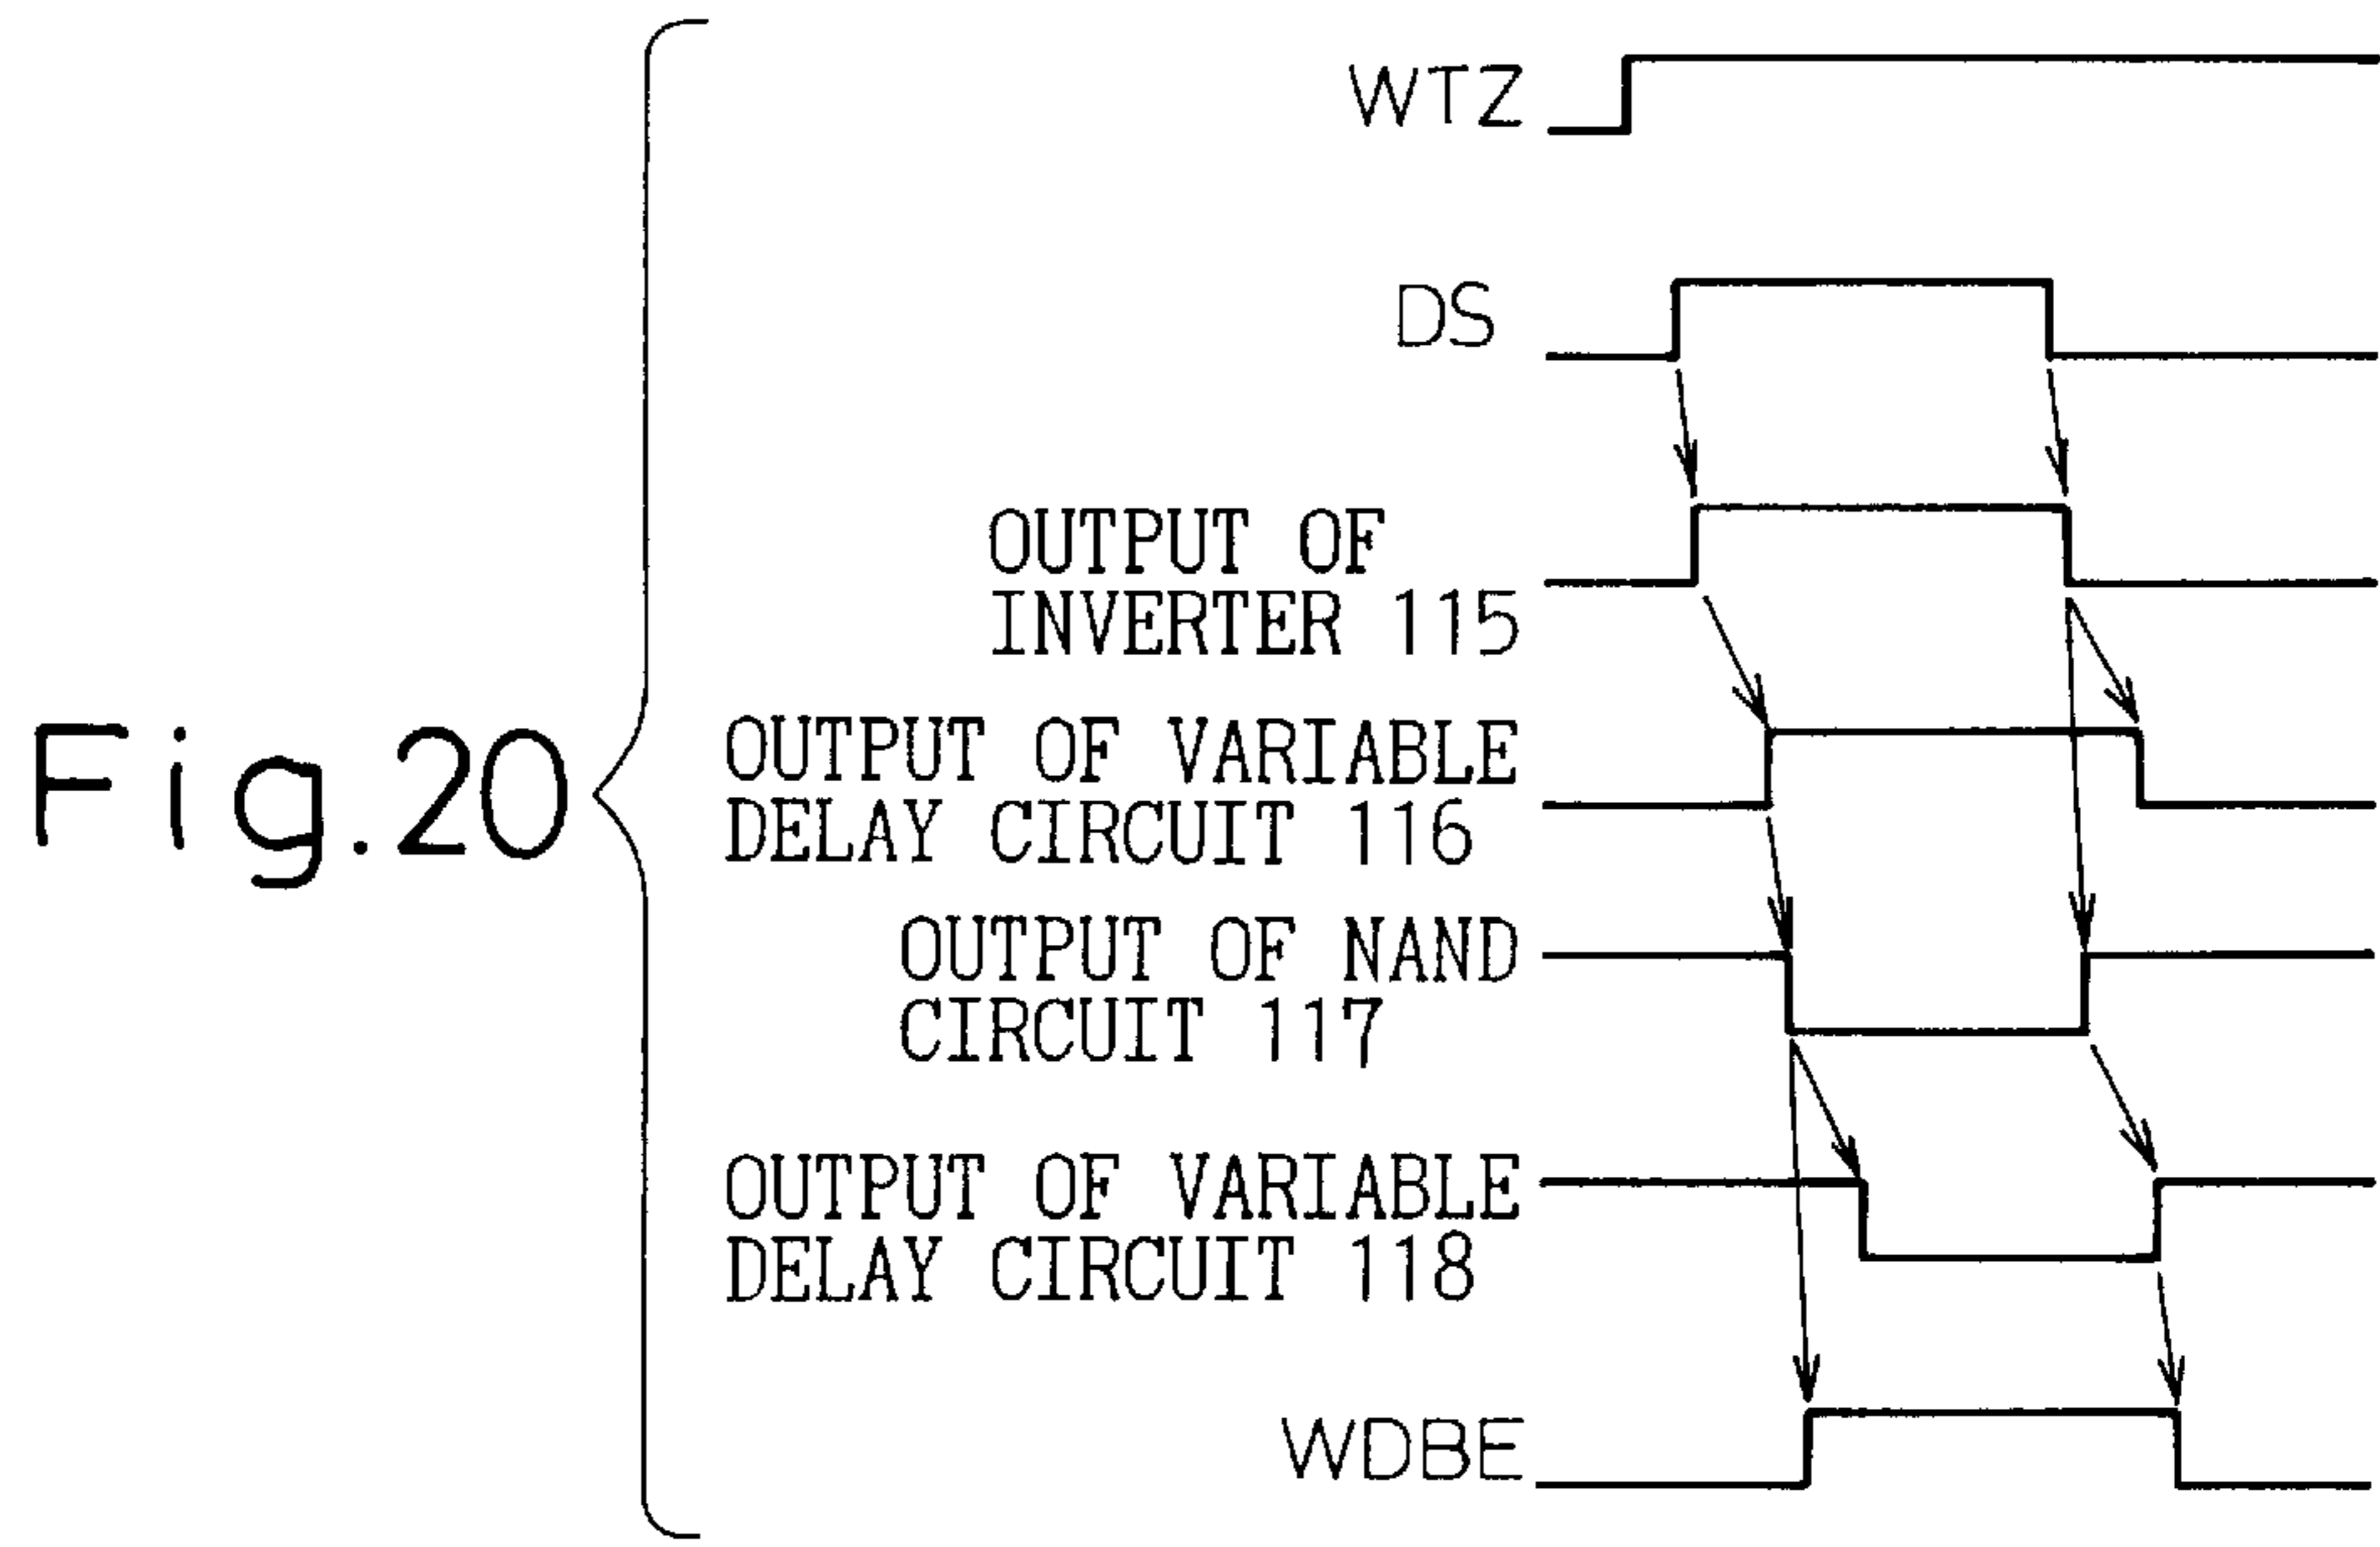 Fig.20
WTZ
DS
OUTPUT OF
INVERTER 115
OUTPUT OF VARIABLE
DELAY CIRCUIT 116
OUTPUT OF NAND
CIRCUIT 117
OUTPUT OF VARIABLE
DELAY CIRCUIT 118
WDBE